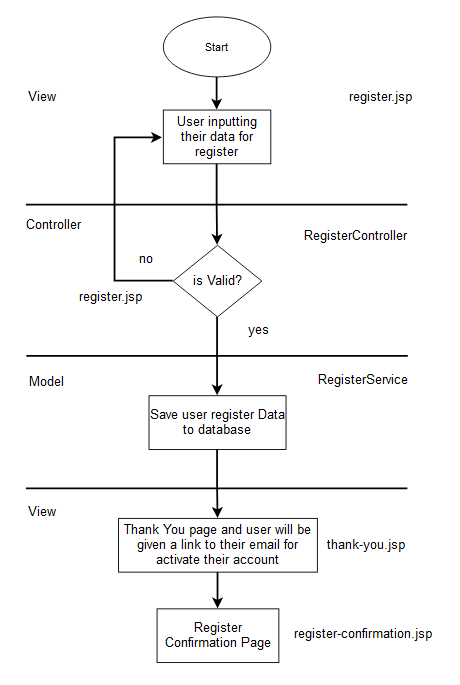 Start
View
register.jsp
User inputting
their data for
register
Controller
RegisterController
no
is Valid?
register.jsp
yes
Model
RegisterService
Save user register Data
to database
View
Thank You page and user will be
given a link to their email for
activate their account
thank-you.jsp
Register
Confirmation Page
register-confirmation.jsp